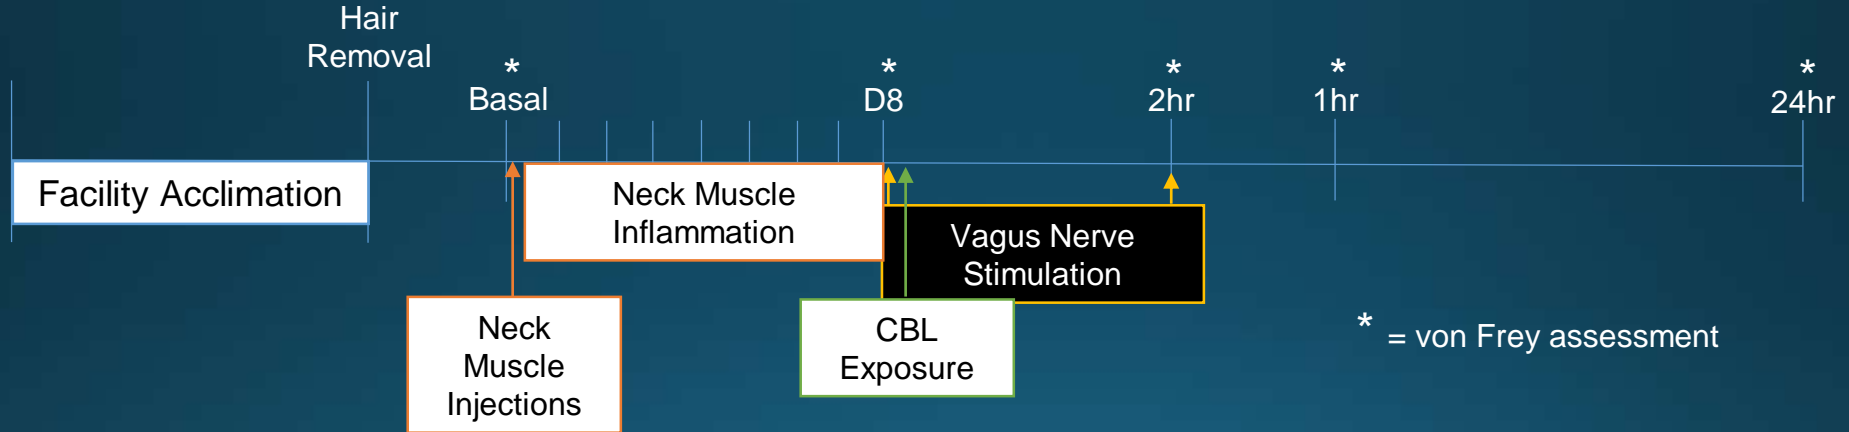 Hair
Removal
*
Basal
*
D8
*
2hr
*
1hr
*
24hr
Facility Acclimation
Neck Muscle
Inflammation
Vagus Nerve
Stimulation
Neck
Muscle
Injections
CBL
Exposure
* = von Frey assessment